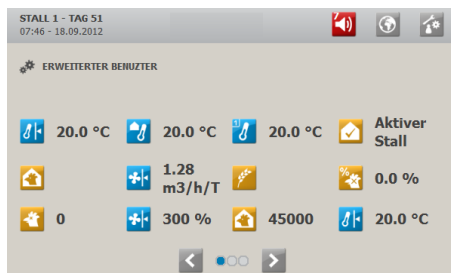 STALL 1 - TAG 51
07:46 - 18.09.2012
ERWEITERTER BENUZTER
20.0 °C 20.0 °C 20.0 °C Aktiver Stall
1.28 m3/h/T 0.0 %
0 300 % 45000 20.0 °C